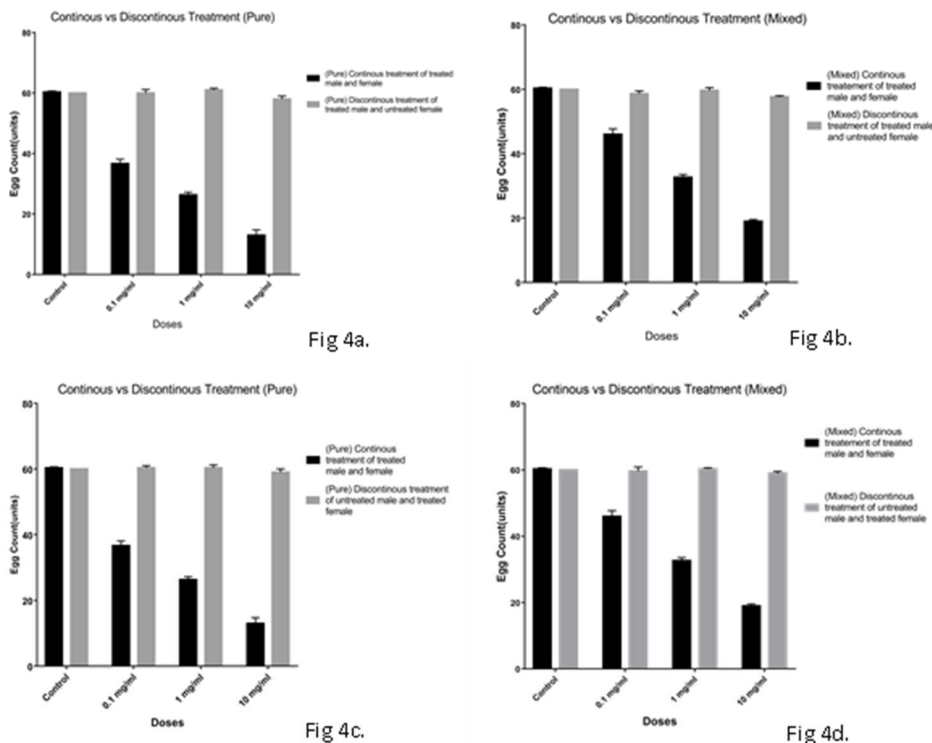 Continous vs Discontinous Treatment (Pure)
80
60
40
20
0
Egg Count(units)
Control
0.1 mg/ml
1 mg/ml
10 mg/ml
Doses
(Pure) Continous treatment of treated
male and female
(Pure) Discontinous treatment of
treated male and untreated female
Fig 4a.
Continous vs Discontinous Treatment (Mixed)
80
60
40
20
0
Egg Count(units)
Control
0.1 mg/ml
1 mg/ml
10 mg/ml
Doses
(Mixed) Continous
treatement of treated
male and female
(Mixed) Discontinous
treatment of treated male
and untreated female
Fig 4b.
Continous vs Discontinous Treatment (Pure)
80
60
40
20
0
Egg Count(units)
Control
0.1 mg/ml
1 mg/ml
10 mg/ml
Doses
(Pure) Continous
treatment of treated
male and female
(Pure) Discontinous treatment
of untreated male and treated
female
Fig 4c.
Continous vs Discontinous Treatment (Mixed)
80
60
40
20
0
Egg Count(units)
Control
0.1 mg/ml
1 mg/ml
10 mg/ml
Doses
(Mixed) Continous
treatement of treated
male and female
(Mixed) Discontinous
treatment of untreated
male and treated female
Fig 4d.